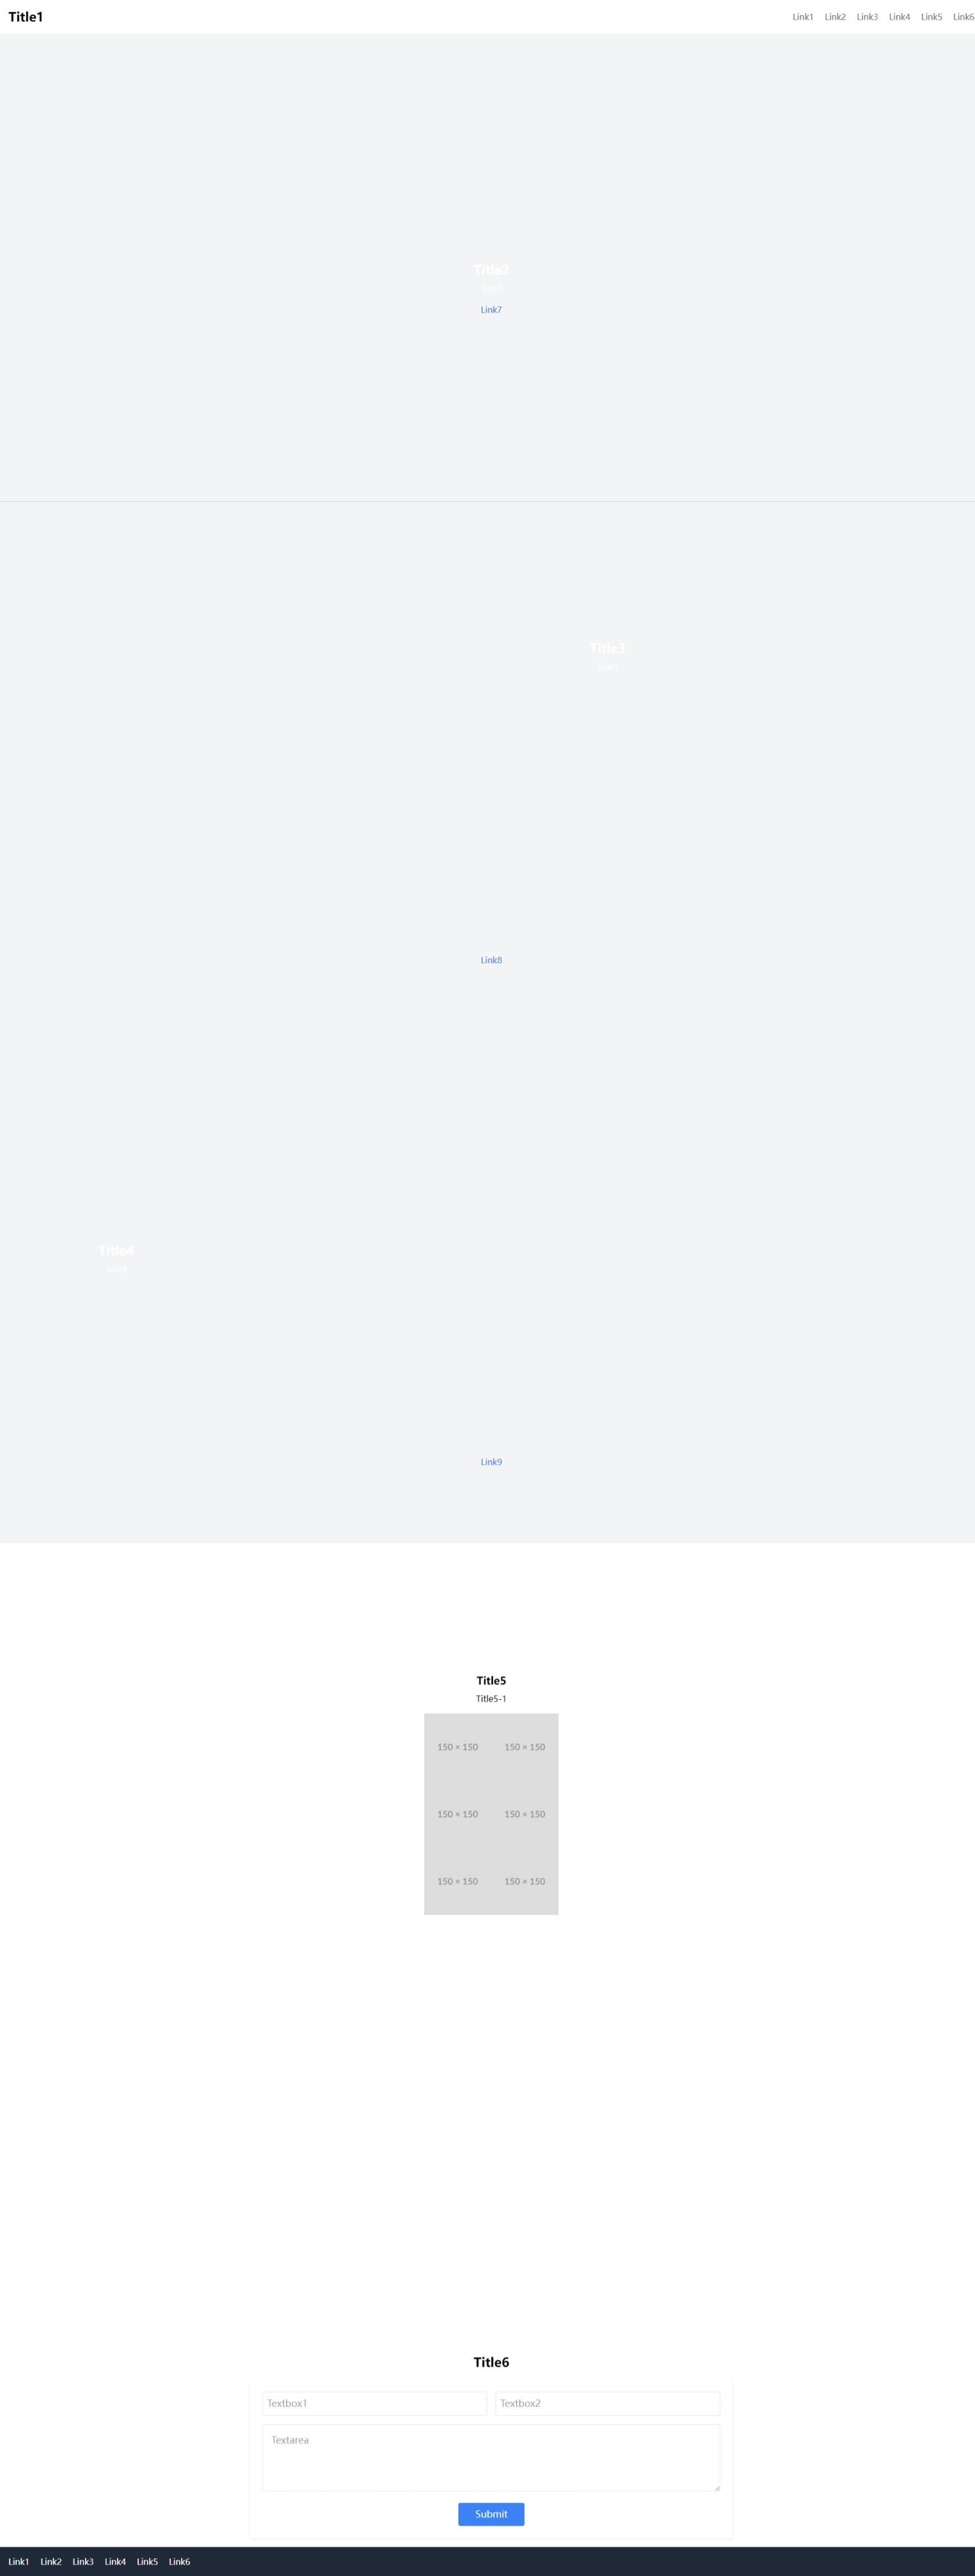 Title1
Link1 Link2 Link3 Link4 Link5 Link6
Title2
Link7
Title3
Text3
Link8
Title4
Text4
Link9
Title5
Title5-1
150 × 150 150 × 150
150 × 150 150 × 150
150 × 150 150 × 150
Title6
Textbox1 Textbox2
Textarea
Submit
Link1 Link2 Link3 Link4 Link5 Link6